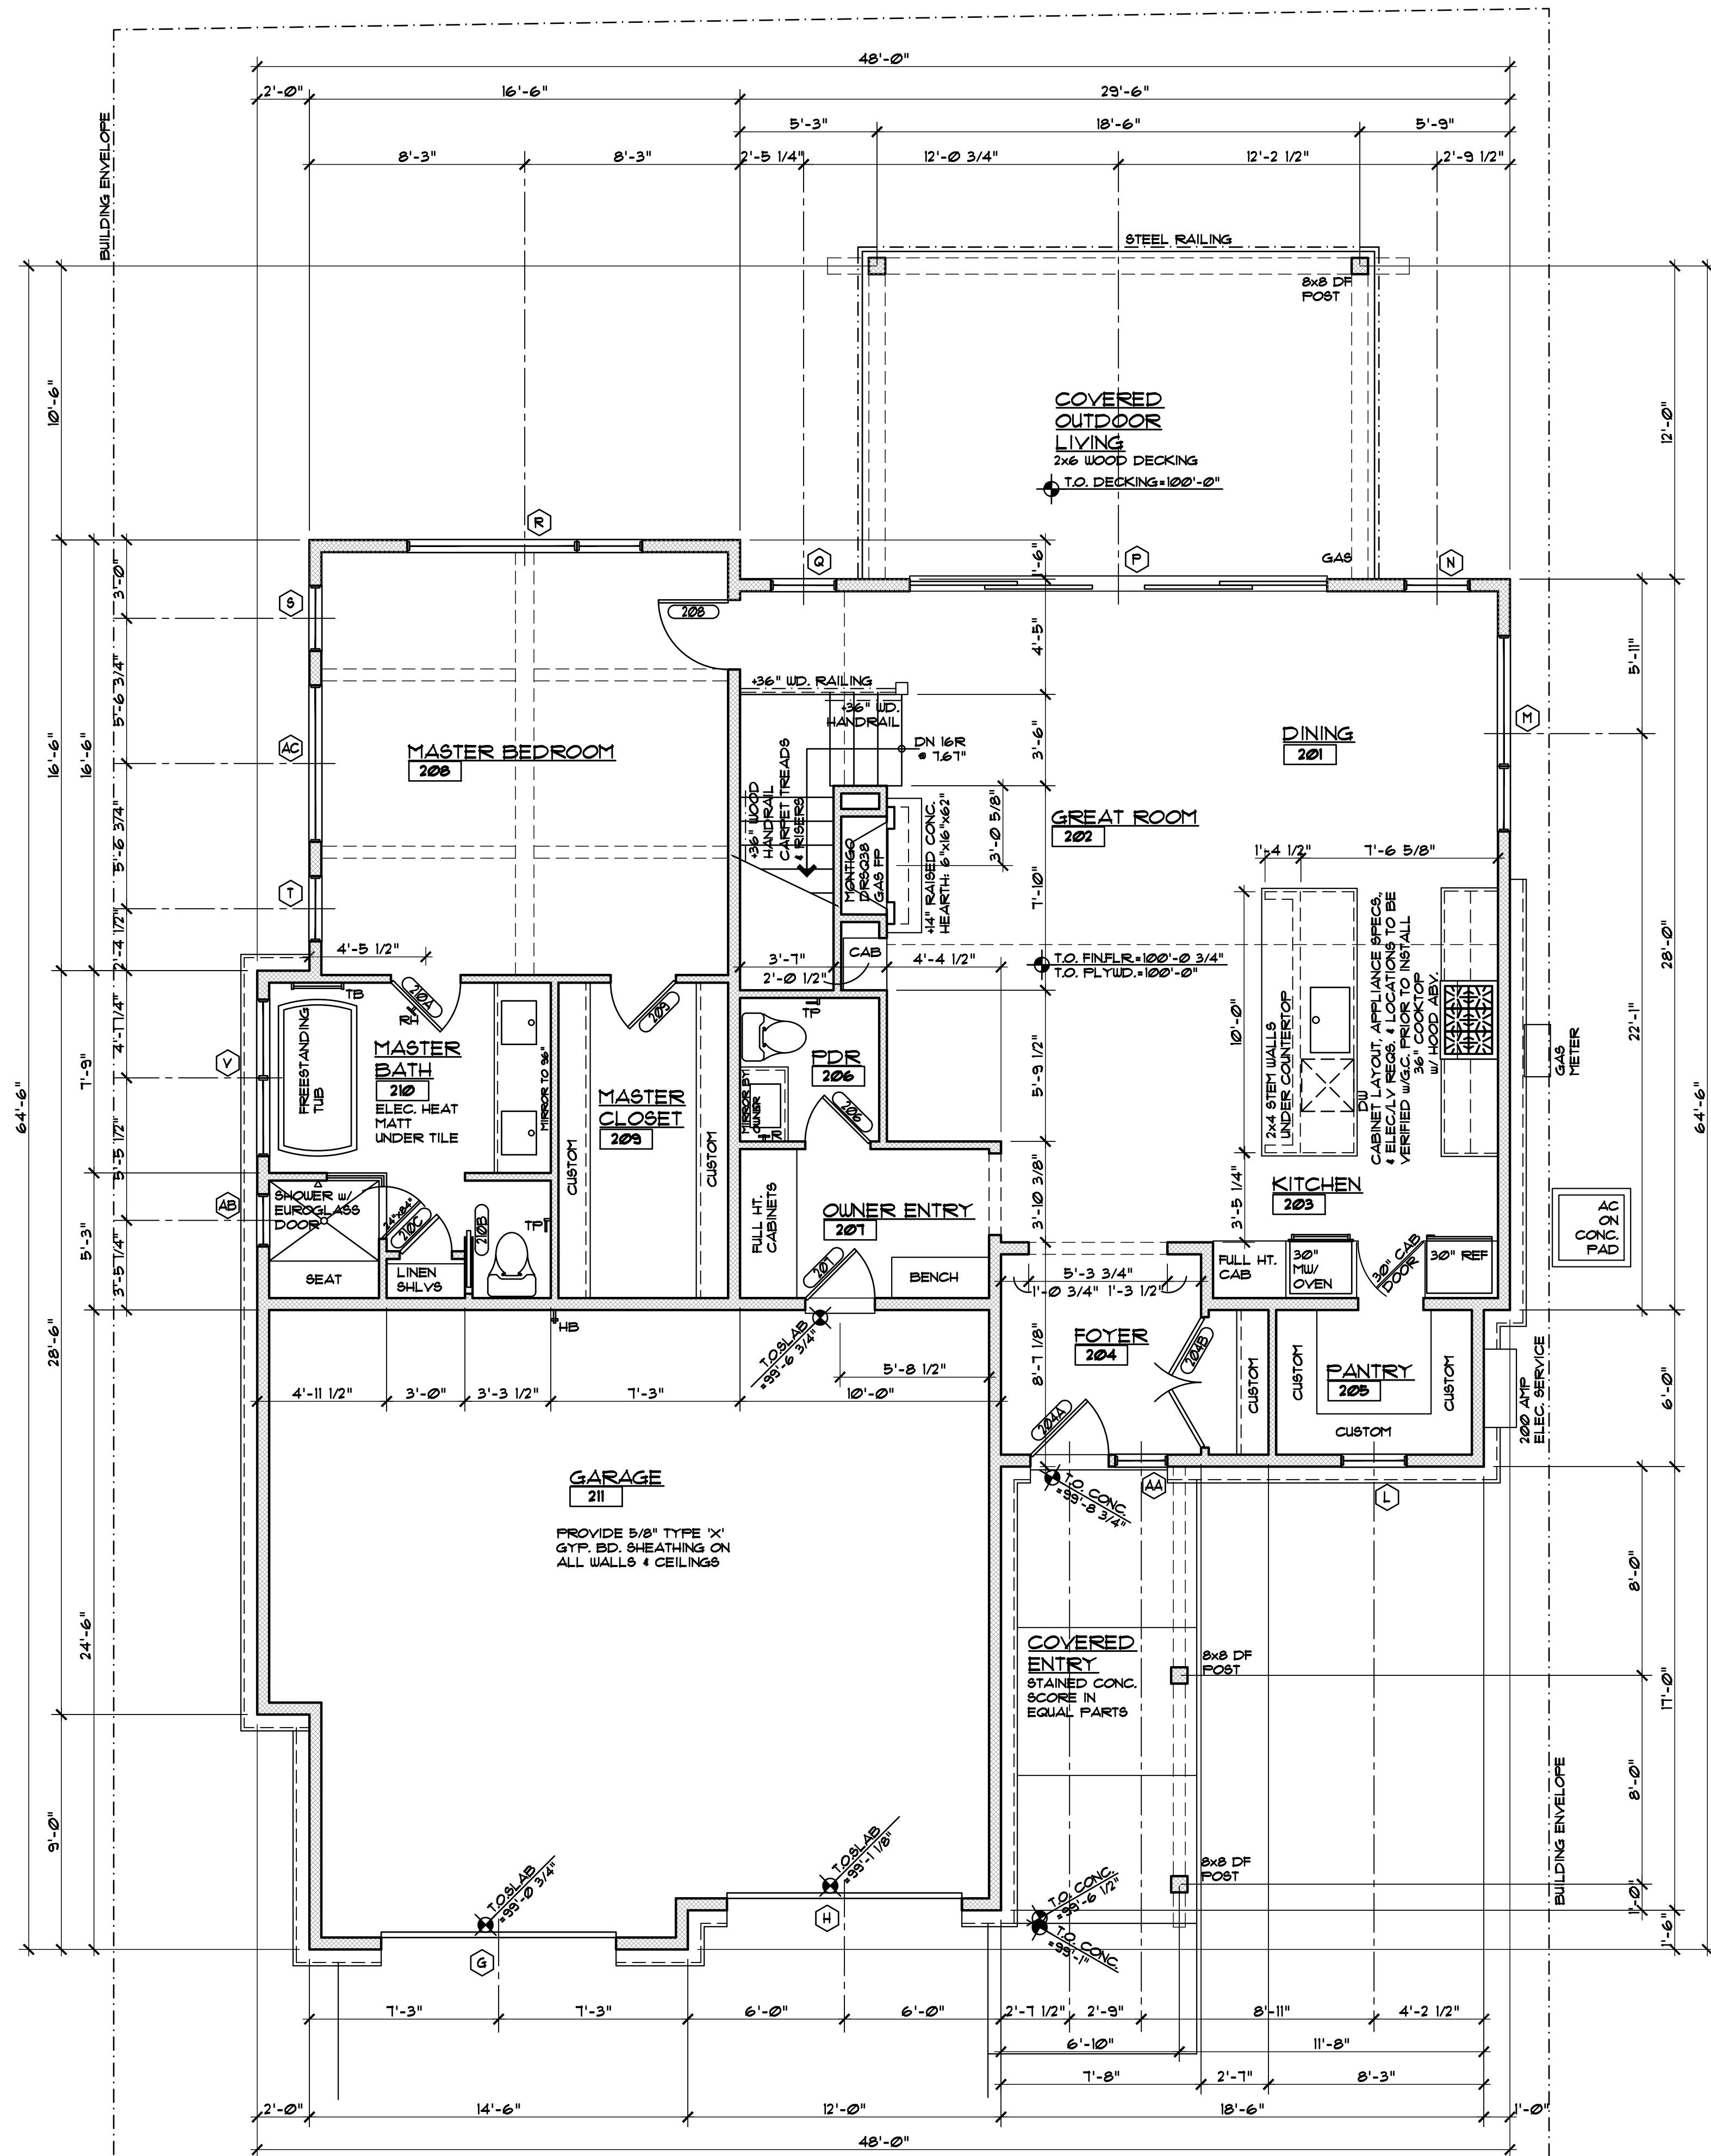 48'-0"
2'-0" 16'-6" 29'-6"
5'-3" 18'-6" 5'-9"
8'-3" 8'-3" 2'-5 1/4" 12'-0 3/4" 12'-2 1/2" 2'-9 1/2"
BUILDING ENVELOPE
STEEL RAILING
8x8 DF
POST
COVERED
OUTDOOR
LIVING
2x6 WOOD DECKING
T.O. DECKING=100'-0"
10'-6"
12'-0"
R
Q
P
GAS
N
S
208
1'-6"
4'-5"
3'-0"
5'-6 3/4"
5'-6 3/4"
2'-4 1/2"
16'-6"
16'-6"
5'-11"
M
+36" WD. RAILING
+36" WD.
HANDRAIL
DN 16R
@ 7.67"
3'-6"
DINING
201
MASTER BEDROOM
208
AC
T
+36" WOOD
HANDRAIL
CARPET TREADS
& RISERS
MONTIGO
DRSQ38
GAS FP
+14" RAISED CONC.
HEARTH: 6"x16"x62"
3'-0 5/8"
7'-10"
GREAT ROOM
202
1'-4 1/2" 7'-6 5/8"
28'-0"
22'-1"
4'-5 1/2"
3'-7"
2'-0 1/2"
CAB
4'-4 1/2"
T.O. FIN.FLR.=100'-0 3/4"
T.O. PLYWD.=100'-0"
TB
210A
209
TP
FREESTANDING
TUB
MASTER
BATH
210
ELEC. HEAT
MATT
UNDER TILE
MIRROR TO 96"
V
4'-1 1/4"
5'-5 1/2"
3'-5 1/4"
7'-9"
5'-3"
64'-6"
64'-6"
MASTER
CLOSET
209
CUSTOM
CUSTOM
PDR
206
MIRROR BY
OWNER
206
5'-9 1/2"
10'-0"
2x4 STEM WALLS
UNDER COUNTERTOP
DW
CABINET LAYOUT, APPLIANCE SPECS.,
& ELEC/LV REQS. & LOCATIONS TO BE
VERIFIED w/G.C. PRIOR TO INSTALL
36" COOKTOP
w/ HOOD ABV.
GAS
METER
KITCHEN
203
3'-5 1/4"
3'-10 3/8"
AB
SHOWER w/
EUROGLASS
DOOR
24"x84"
210C
210B
TP
SEAT
LINEN
SHLVS
FULL HT.
CABINETS
OWNER ENTRY
207
207
BENCH
5'-3 3/4"
1'-0 3/4" 1'-3 1/2"
FULL HT.
CAB
30"
MW/
OVEN
30" CAB
DOOR
30" REF
AC
ON
CONC.
PAD
HB
T.O.SLAB
=99'-6 3/4"
5'-8 1/2"
4'-11 1/2" 3'-0" 3'-3 1/2" 7'-3" 10'-0"
8'-7 1/8"
FOYER
204
204B
204A
CUSTOM
CUSTOM
PANTRY
205
CUSTOM
CUSTOM
200 AMP
ELEC. SERVICE
6'-0"
28'-6"
24'-6"
9'-0"
GARAGE
211
PROVIDE 5/8" TYPE 'X'
GYP. BD. SHEATHING ON
ALL WALLS & CEILINGS
T.O. CONC.
=99'-8 3/4"
AA
L
COVERED
ENTRY
STAINED CONC.
SCORE IN
EQUAL PARTS
8x8 DF
POST
8'-0"
17'-0"
8'-0"
8x8 DF
POST
BUILDING ENVELOPE
1'-0"
1'-6"
T.O.SLAB
=99'-0 3/4"
G
T.O.SLAB
=99'-1 1/8"
H
T.O. CONC.
=99'-6 1/2"
T.O. CONC.
=99'-1"
7'-3" 7'-3" 6'-0" 6'-0" 2'-7 1/2" 2'-9" 8'-11" 4'-2 1/2"
6'-10" 11'-8"
7'-8" 2'-7" 8'-3"
2'-0" 14'-6" 12'-0" 18'-6" 1'-0"
48'-0"